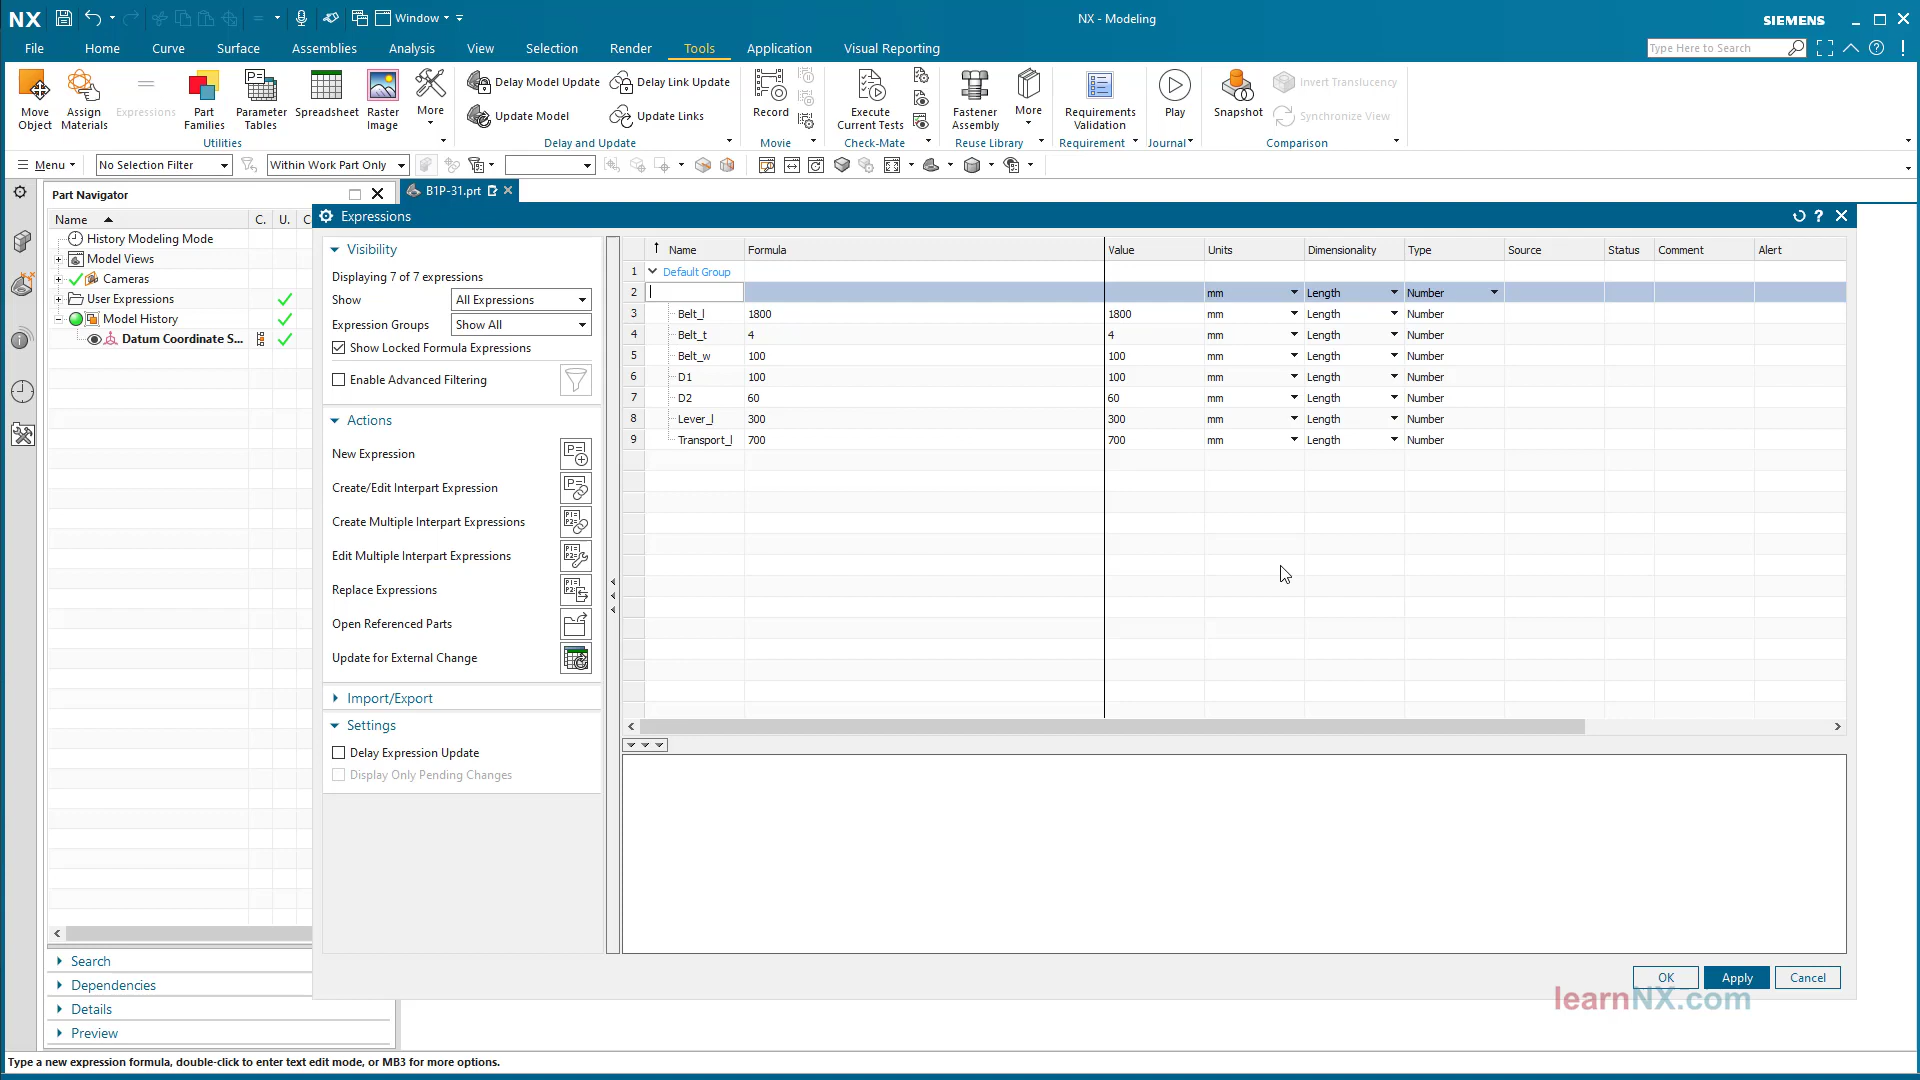 NX
Window
NX - Modeling
SIEMENS
File Home Curve Surface Assemblies Analysis View Selection Render Tools Application Visual Reporting
Type Here to Search
Move Object
Assign Materials
Expressions
Part Families
Parameter Tables
Spreadsheet
Raster Image
More
Utilities
Delay Model Update
Delay Link Update
Update Model
Update Links
Delay and Update
Record
Movie
Execute Current Tests
Check-Mate
Fastener Assembly
More
Reuse Library
Requirements Validation
Requirement
Play
Journal
Snapshot
Invert Translucency
Synchronize View
Comparison
Menu
No Selection Filter
Within Work Part Only
Part Navigator
B1P-31.prt
Name C. U. C
History Modeling Mode
Model Views
Cameras
User Expressions
Model History
Datum Coordinate S...
Search
Dependencies
Details
Preview
Expressions
Visibility
Displaying 7 of 7 expressions
Show All Expressions
Expression Groups Show All
Show Locked Formula Expressions
Enable Advanced Filtering
Actions
New Expression
Create/Edit Interpart Expression
Create Multiple Interpart Expressions
Edit Multiple Interpart Expressions
Replace Expressions
Open Referenced Parts
Update for External Change
Import/Export
Settings
Delay Expression Update
Display Only Pending Changes
Name Formula Value Units Dimensionality Type Source Status Comment Alert
1 Default Group
2 mm Length Number
3 Belt_l 1800 1800 mm Length Number
4 Belt_t 4 4 mm Length Number
5 Belt_w 100 100 mm Length Number
6 D1 100 100 mm Length Number
7 D2 60 60 mm Length Number
8 Lever_l 300 300 mm Length Number
9 Transport_l 700 700 mm Length Number
OK Apply Cancel
learnNX.com
Type a new expression formula, double-click to enter text edit mode, or MB3 for more options.